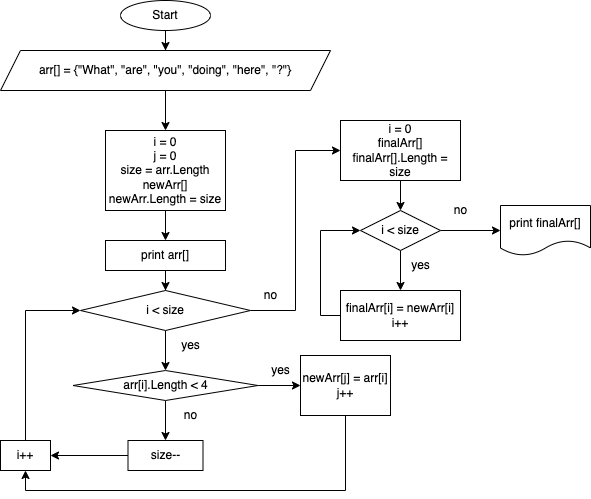 Start
arr[] = {"What", "are", "you", "doing", "here", "?"}
i = 0
j = 0
size = arr.Length
newArr[]
newArr.Length = size
print arr[]
i < size
no
yes
arr[i].Length < 4
yes
no
newArr[j] = arr[i]
j++
size--
i++
i = 0
finalArr[]
finalArr[].Length =
size
i < size
no
yes
print finalArr[]
finalArr[i] = newArr[i]
i++